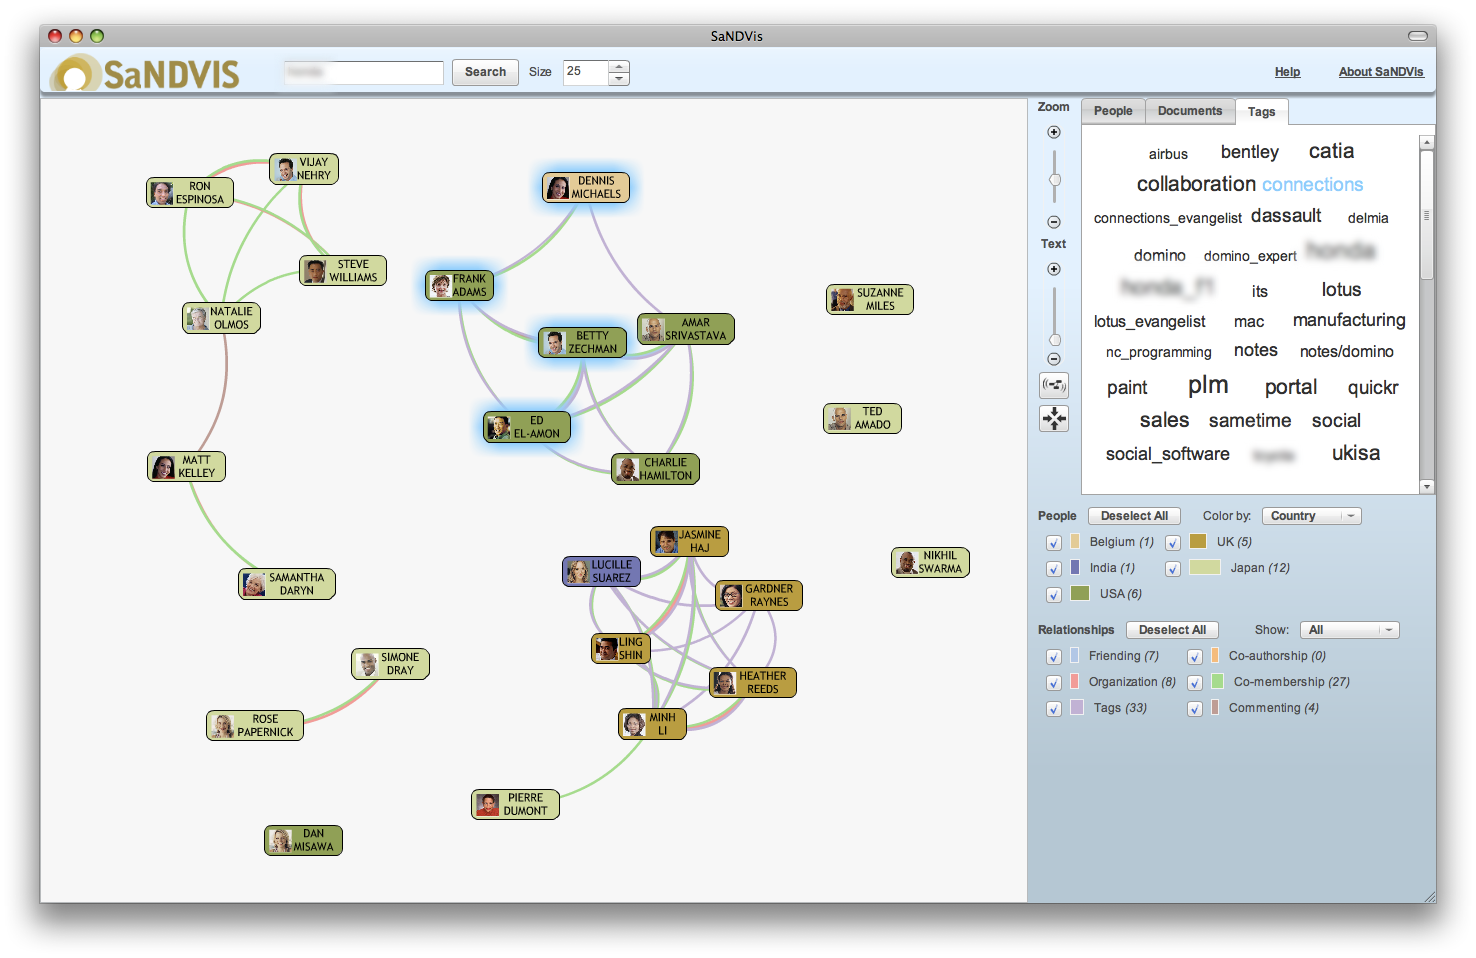 SaNDVis
SaNDVIS
Search
Size
25
Help
About SaNDVis
VIJAY
NEHRY
RON
ESPINOSA
STEVE
WILLIAMS
NATALIE
OLMOS
MATT
KELLEY
SAMANTHA
DARYN
SIMONE
DRAY
ROSE
PAPERNICK
DAN
MISAWA
DENNIS
MICHAELS
FRANK
ADAMS
BETTY
ZECHMAN
AMAR
SRIVASTAVA
ED
EL-AMON
CHARLIE
HAMILTON
SUZANNE
MILES
TED
AMADO
NIKHIL
SWARMA
JASMINE
HAJ
LUCILLE
SUAREZ
GARDNER
RAYNES
LING
SHIN
HEATHER
REEDS
MINH
LI
PIERRE
DUMONT
Zoom
Text
People Documents Tags
airbus bentley catia
collaboration connections
connections_evangelist dassault delmia
domino domino_expert
its lotus
lotus_evangelist mac manufacturing
nc_programming notes notes/domino
paint plm portal quickr
sales sametime social
social_software ukisa
People Deselect All Color by: Country
Belgium (1) UK (5)
India (1) Japan (12)
USA (6)
Relationships Deselect All Show: All
Friending (7) Co-authorship (0)
Organization (8) Co-membership (27)
Tags (33) Commenting (4)